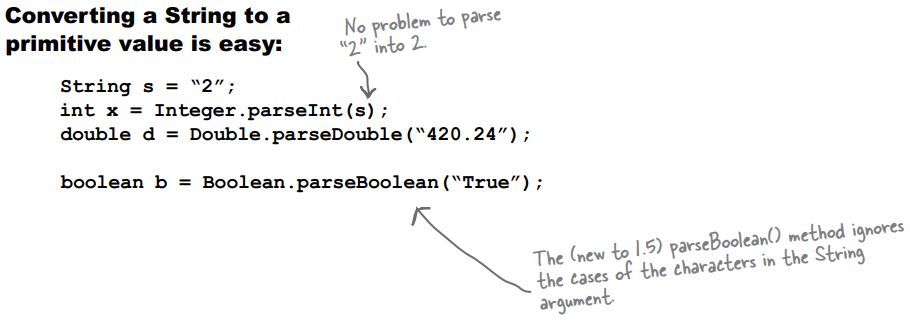 Converting a String to a
primitive value is easy:
No problem to parse
“2” into 2.
String s = “2”;
int x = Integer.parseInt(s);
double d = Double.parseDouble(“420.24”);
boolean b = Boolean.parseBoolean(“True”);
The (new to 1.5) parseBoolean() method ignores
the cases of the characters in the String
argument.